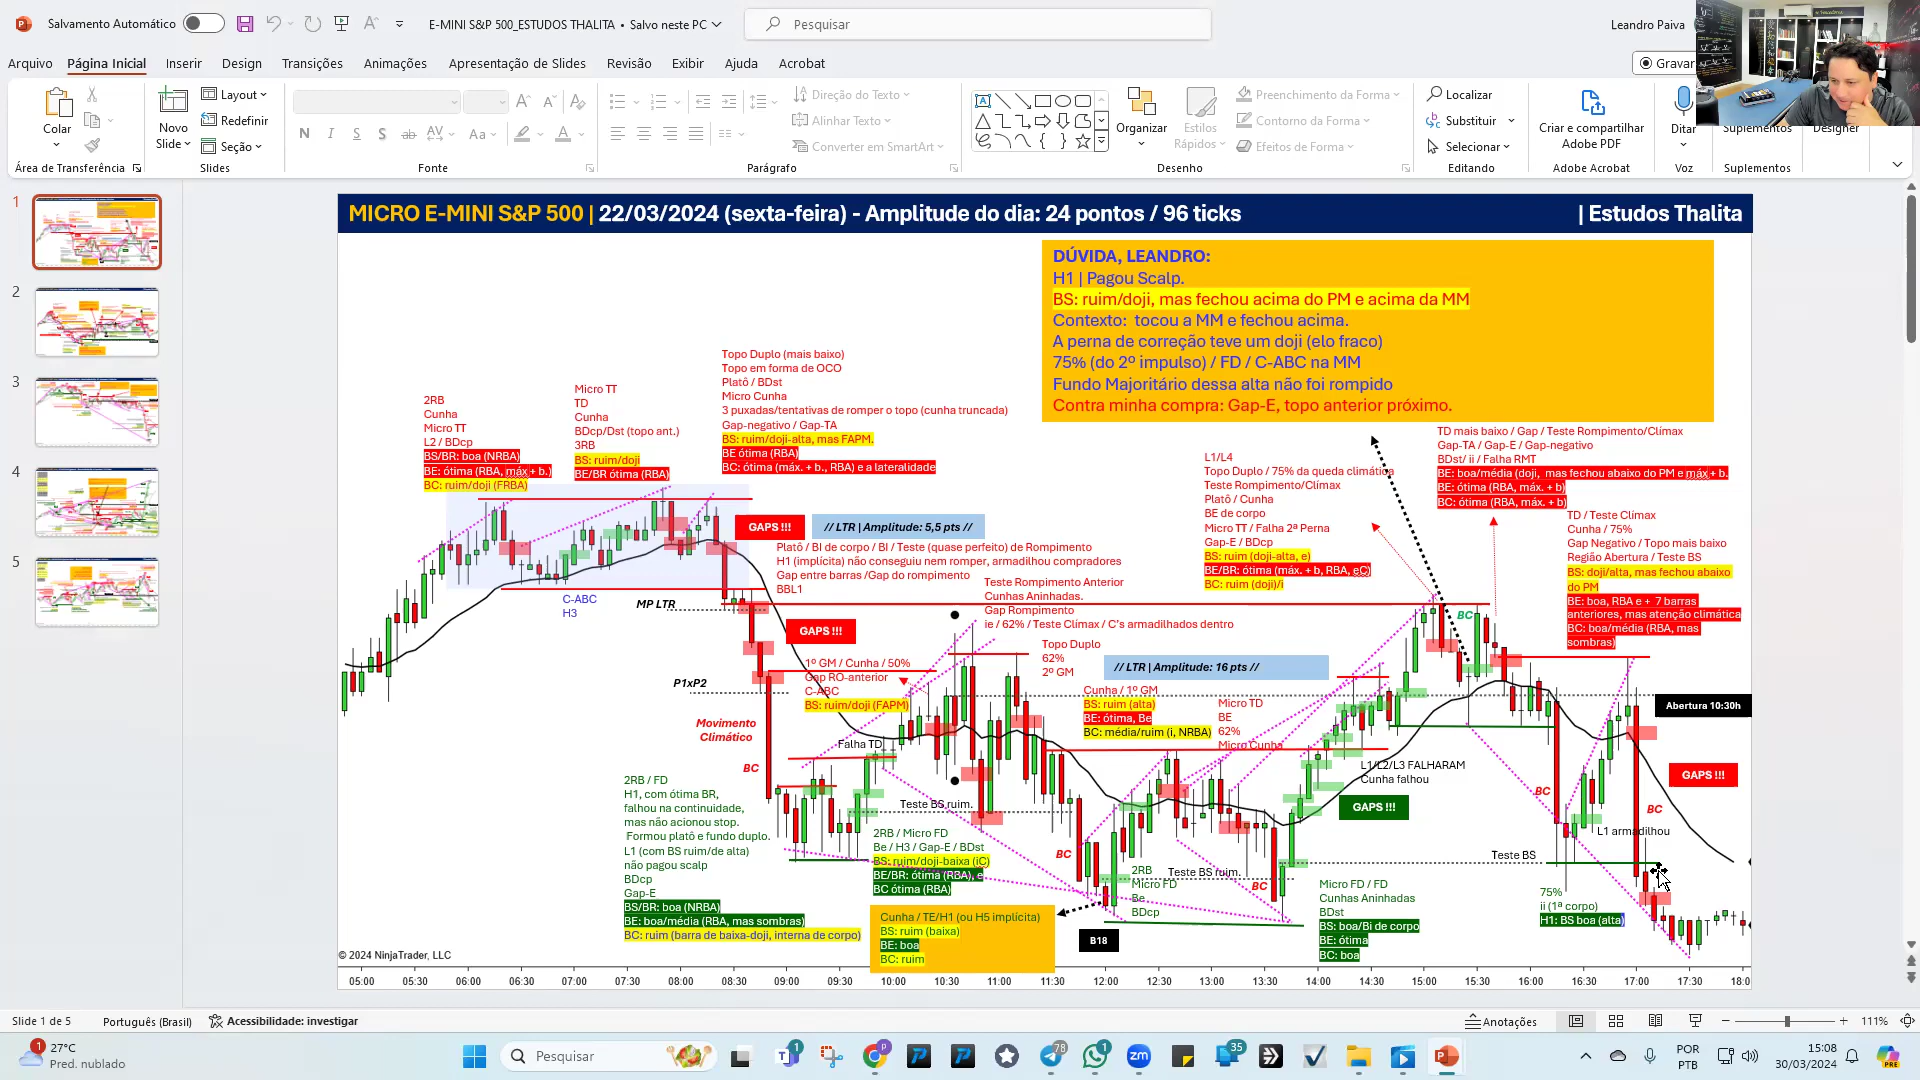 Salvamento Automático
E-MINI S&P 500_ESTUDOS THALITA • Salvo neste PC
Pesquisar
Leandro Paiva
Arquivo
Página Inicial
Inserir
Design
Transições
Animações
Apresentação de Slides
Revisão
Exibir
Ajuda
Acrobat
Gravar
Colar
Novo
Slide
Layout
Redefinir
Seção
Direção do Texto
Alinhar Texto
Converter em SmartArt
Organizar
Estilos
Rápidos
Preenchimento da Forma
Contorno da Forma
Efeitos de Forma
Localizar
Substituir
Selecionar
Criar e compartilhar
Adobe PDF
Ditar
Suplementos
Designer
Área de Transferência
Slides
Fonte
Parágrafo
Desenho
Editando
Adobe Acrobat
Voz
Suplementos
1
2
3
4
5
MICRO E-MINI S&P 500 | 22/03/2024 (sexta-feira) - Amplitude do dia: 24 pontos / 96 ticks
| Estudos Thalita
DÚVIDA, LEANDRO:
H1 | Pagou Scalp.
BS: ruim/doji, mas fechou acima do PM e acima da MM
Contexto: tocou a MM e fechou acima.
A perna de correção teve um doji (elo fraco)
75% (do 2º impulso) / FD / C-ABC na MM
Fundo Majoritário dessa alta não foi rompido
Contra minha compra: Gap-E, topo anterior próximo.
2RB
Cunha
Micro TT
L2 / BDcp
BS/BR: boa (NRBA)
BE: ótima (RBA, máx + b.)
BC: ruim/doji (FRBA)
Micro TT
TD
Cunha
BDcp/Dst (topo ant.)
3RB
BS: ruim/doji
BE/BR ótima (RBA)
Topo Duplo (mais baixo)
Topo em forma de OCO
Platô / BDst
Micro Cunha
3 puxadas/tentativas de romper o topo (cunha truncada)
Gap-negativo / Gap-TA
BS: ruim/doji-alta, mas FAPM.
BE ótima (RBA)
BC: ótima (máx. + b., RBA) e a lateralidade
GAPS !!!
// LTR | Amplitude: 5,5 pts //
Platô / BI de corpo / BI / Teste (quase perfeito) de Rompimento
H1 (implícita) não conseguiu nem romper, armadilhou compradores
Gap entre barras /Gap do rompimento
BBL1
C-ABC
H3
MP LTR
GAPS !!!
P1xP2
Movimento
Climático
BC
1º GM / Cunha / 50%
Gap RO-anterior
C-ABC
BS: ruim/doji (FAPM)
Falha TD
Teste Rompimento Anterior
Cunhas Aninhadas.
Gap Rompimento
ie / 62% / Teste Clímax / C's armadilhados dentro
Topo Duplo
62%
2º GM
// LTR | Amplitude: 16 pts //
Cunha / 1º GM
BS: ruim (alta)
BE: ótima, Be
BC: média/ruim (i, NRBA)
Micro TD
BE
62%
Micro Cunha
L1/L4
Topo Duplo / 75% da queda climática
Teste Rompimento/Clímax
Platô / Cunha
BE de corpo
Micro TT / Falha 2ª Perna
Gap-E / BDcp
BS: ruim (doji-alta, e)
BE/BR: ótima (máx. + b, RBA, eC)
BC: ruim (doji)/i
TD mais baixo / Gap / Teste Rompimento/Clímax
Gap-TA / Gap-E / Gap-negativo
BDst/ ii / Falha RMT
BE: boa/média (doji, mas fechou abaixo do PM e máx + b.
BE: ótima (RBA, máx. + b)
BC: ótima (RBA, máx. + b)
TD / Teste Clímax
Cunha / 75%
Gap Negativo / Topo mais baixo
Região Abertura / Teste BS
BS: doji/alta, mas fechou abaixo
do PM
BE: boa, RBA e + 7 barras
anteriores, mas atenção climática
BC: boa/média (RBA, mas
sombras)
BC
Abertura 10:30h
GAPS !!!
BC
BC
L1 armadilhou
L1/L2/L3 FALHARAM
Cunha falhou
GAPS !!!
Teste BS
2RB / FD
H1, com ótima BR,
falhou na continuidade,
mas não acionou stop.
Formou platô e fundo duplo.
L1 (com BS ruim/de alta)
não pagou scalp
BDcp
Gap-E
BS/BR: boa (NRBA)
BE: boa/média (RBA, mas sombras)
BC: ruim (barra de baixa-doji, interna de corpo)
Teste BS ruim.
2RB / Micro FD
Be / H3 / Gap-E / BDst
BS: ruim/doji-baixa (iC)
BE/BR: ótima (RBA), e
BC ótima (RBA)
Cunha / TE/H1 (ou H5 implícita)
BS: ruim (baixa)
BE: boa
BC: ruim
BC
B18
2RB
Micro FD
Be
BDcp
Teste BS ruim.
BC
Micro FD / FD
Cunhas Aninhadas
BDst
BS: boa/Bi de corpo
BE: ótima
BC: boa
75%
ii (1ª corpo)
H1: BS boa (alta)
© 2024 NinjaTrader, LLC
05:00 05:30 06:00 06:30 07:00 07:30 08:00 08:30 09:00 09:30 10:00 10:30 11:00 11:30 12:00 12:30 13:00 13:30 14:00 14:30 15:00 15:30 16:00 16:30 17:00 17:30 18:0
Slide 1 de 5
Português (Brasil)
Acessibilidade: investigar
Anotações
111%
27°C
Pred. nublado
Pesquisar
POR
PTB
15:08
30/03/2024